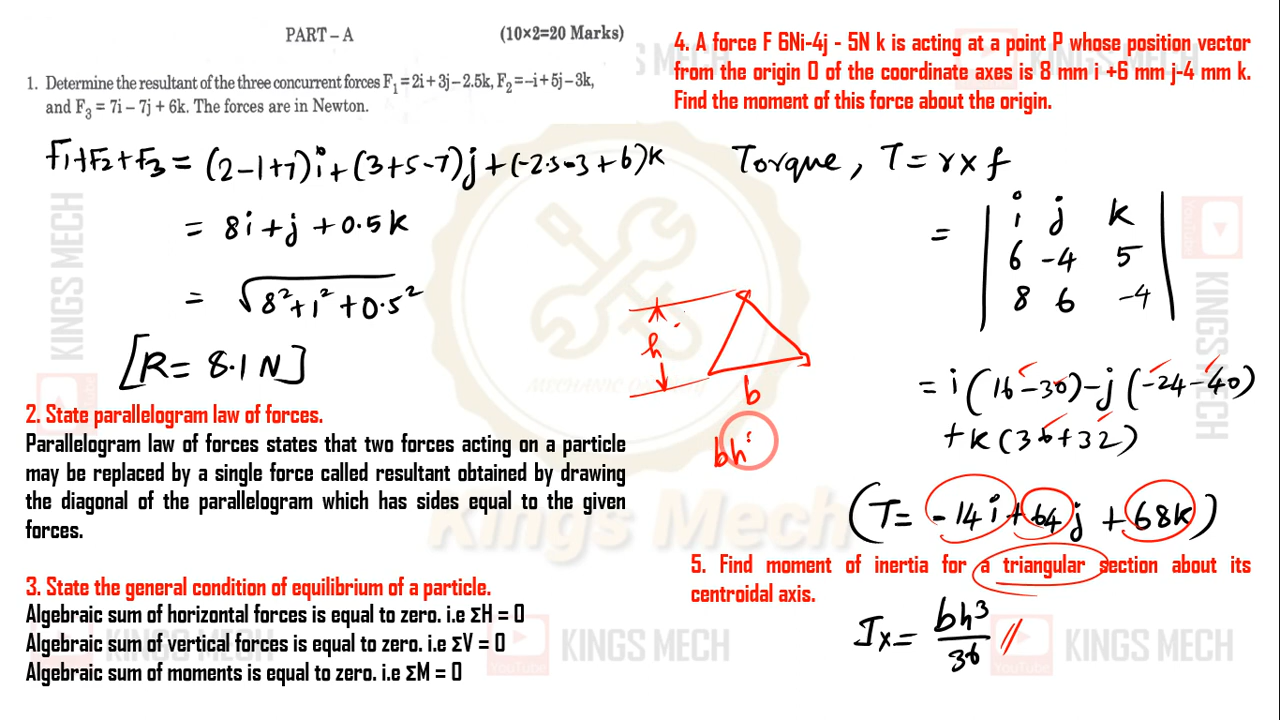 PART – A (10×2=20 Marks)
1. Determine the resultant of the three concurrent forces F1 = 2i + 3j – 2.5k, F2 = –i + 5j – 3k,
and F3 = 7i – 7j + 6k. The forces are in Newton.
F1+F2+F3 = (2-1+7)i + (3+5-7)j + (-2.5-3+6)k
= 8i + j + 0.5k
= √8²+1²+0.5²
[R = 8.1 N]
2. State parallelogram law of forces.
Parallelogram law of forces states that two forces acting on a particle
may be replaced by a single force called resultant obtained by drawing
the diagonal of the parallelogram which has sides equal to the given
forces.
3. State the general condition of equilibrium of a particle.
Algebraic sum of horizontal forces is equal to zero. i.e ΣH = 0
Algebraic sum of vertical forces is equal to zero. i.e ΣV = 0
Algebraic sum of moments is equal to zero. i.e ΣM = 0
4. A force F 6Ni-4j - 5N k is acting at a point P whose position vector
from the origin O of the coordinate axes is 8 mm i +6 mm j-4 mm k.
Find the moment of this force about the origin.
Torque, T = r x f
= | i j k |
6 -4 5
8 6 -4
= i(16-30) - j(-24-40)
+ k(36+32)
(T = -14i + 64j + 68k)
h
b
bh
5. Find moment of inertia for a triangular section about its
centroidal axis.
Ix = bh³/36 //
KINGS MECH
KINGS MECH
KINGS MECH
KINGS MECH
KINGS MECH
KINGS MECH
Kings Mech
YouTube
YouTube
YouTube